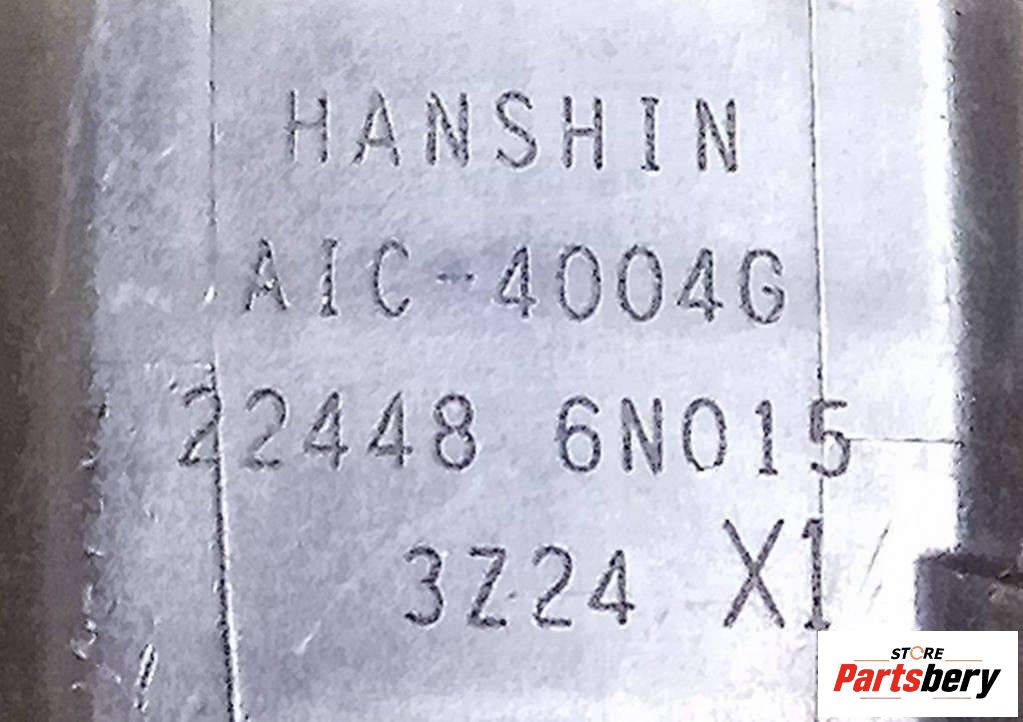 HANSHIN
AIC-4004G
22448 6N015
3Z24 X1
STORE
Partsbery